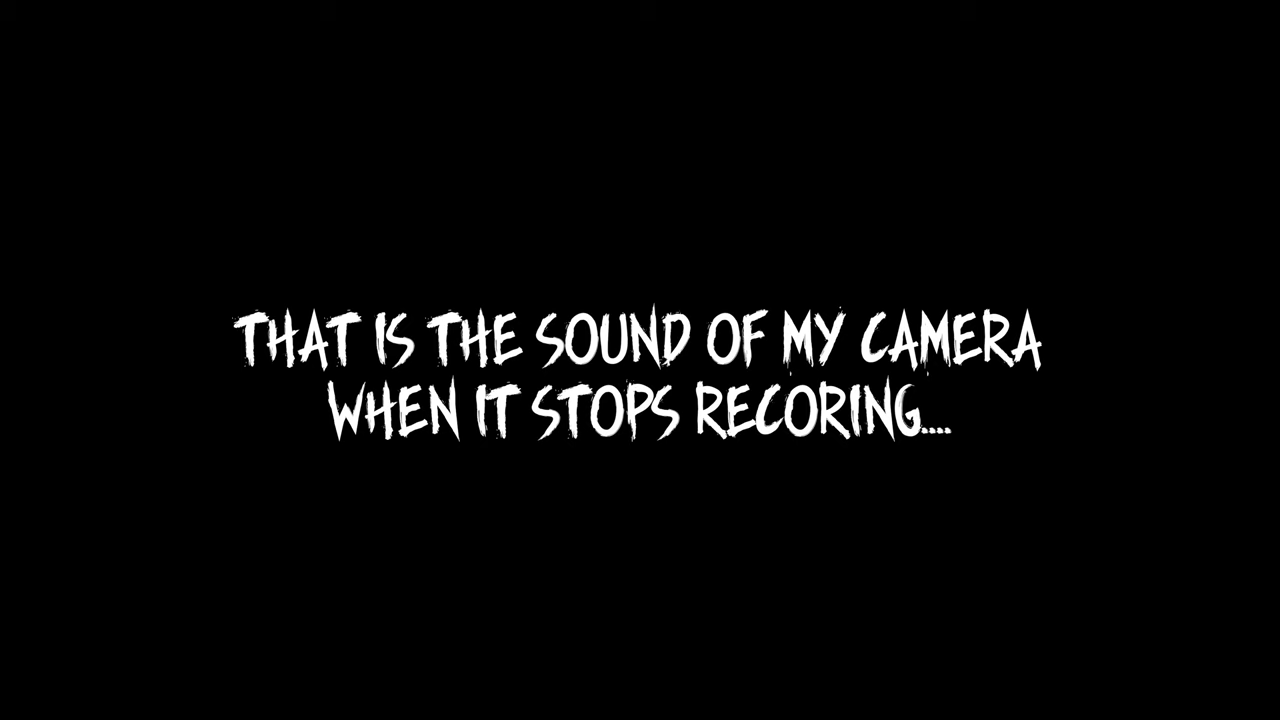 THAT IS THE SOUND OF MY CAMERA
WHEN IT STOPS RECORING....